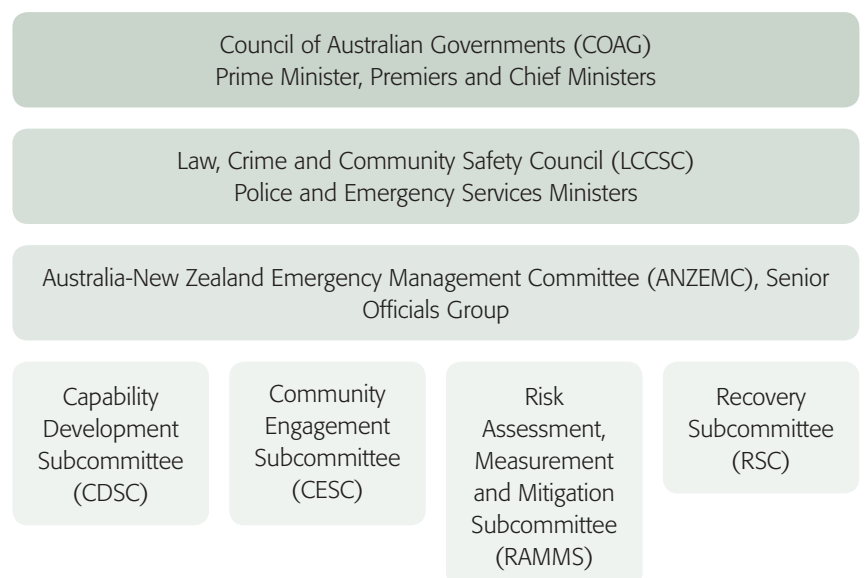 Council of Australian Governments (COAG)
Prime Minister, Premiers and Chief Ministers
Law, Crime and Community Safety Council (LCCSC)
Police and Emergency Services Ministers
Australia-New Zealand Emergency Management Committee (ANZEMC), Senior
Officials Group
Capability
Development
Subcommittee
(CDSC)
Community
Engagement
Subcommittee
(CESC)
Risk
Assessment,
Measurement
and Mitigation
Subcommittee
(RAMMS)
Recovery
Subcommittee
(RSC)